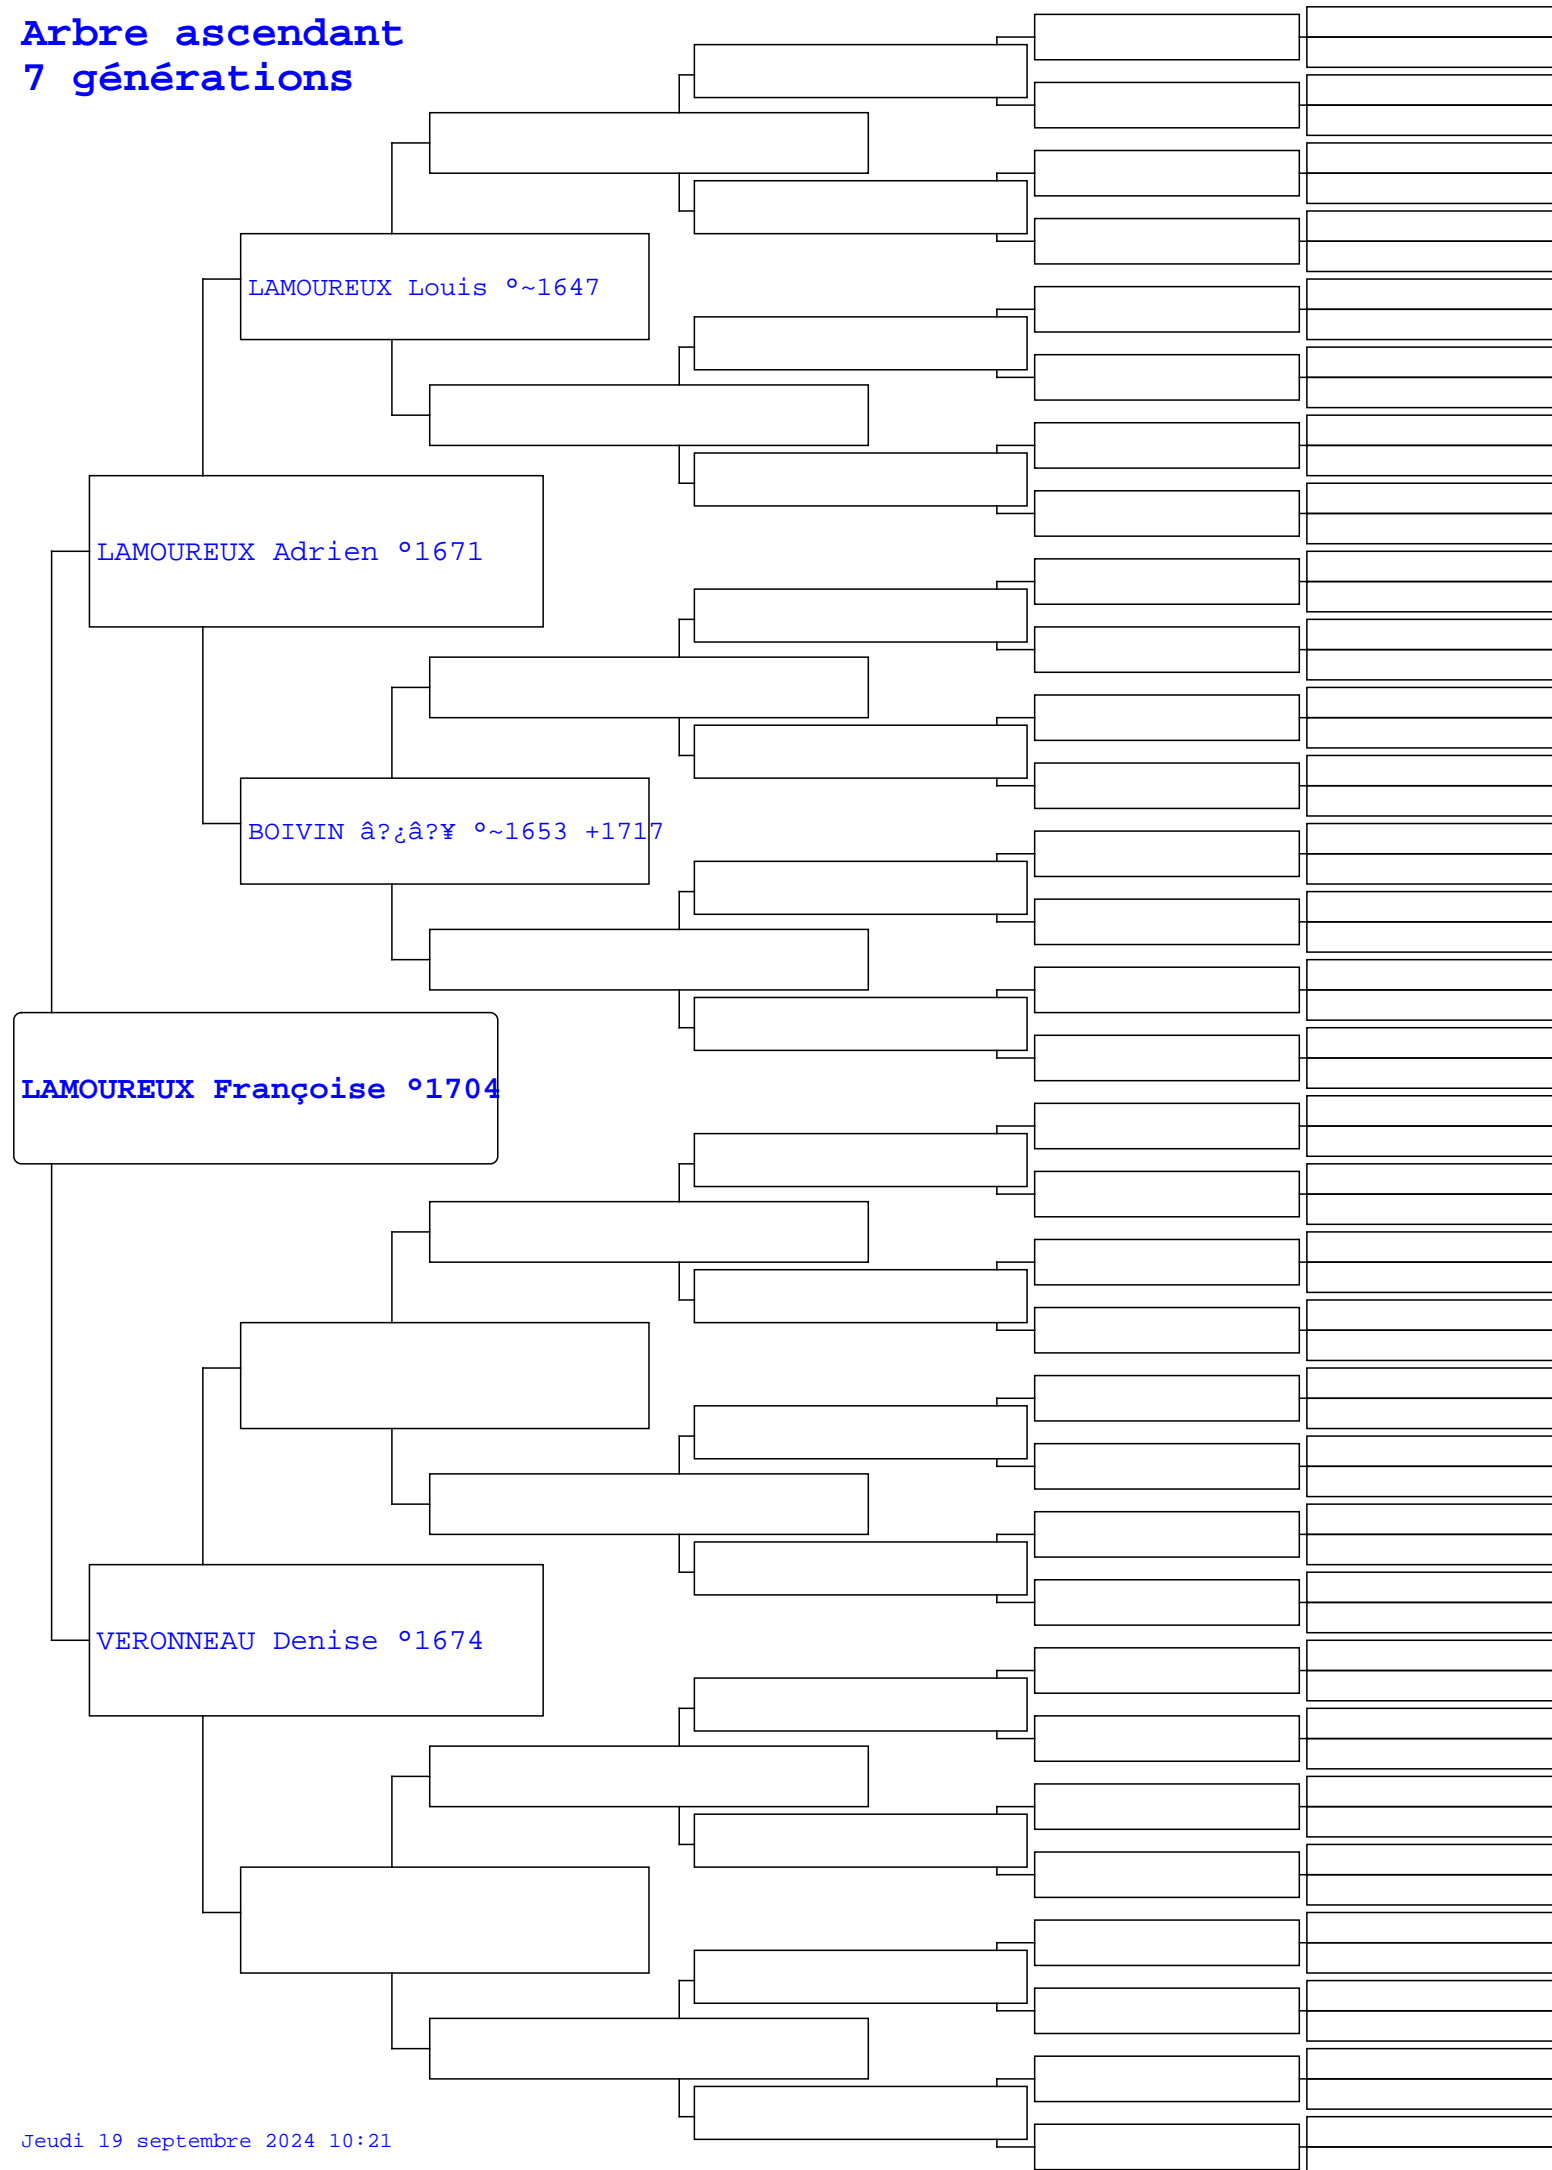 Arbre ascendant
7 générations
LAMOUREUX Louis °~1647
LAMOUREUX Adrien °1671
BOIVIN â?¿â?¥ °~1653 +1717
LAMOUREUX Françoise °1704
VERONNEAU Denise °1674
Jeudi 19 septembre 2024 10:21